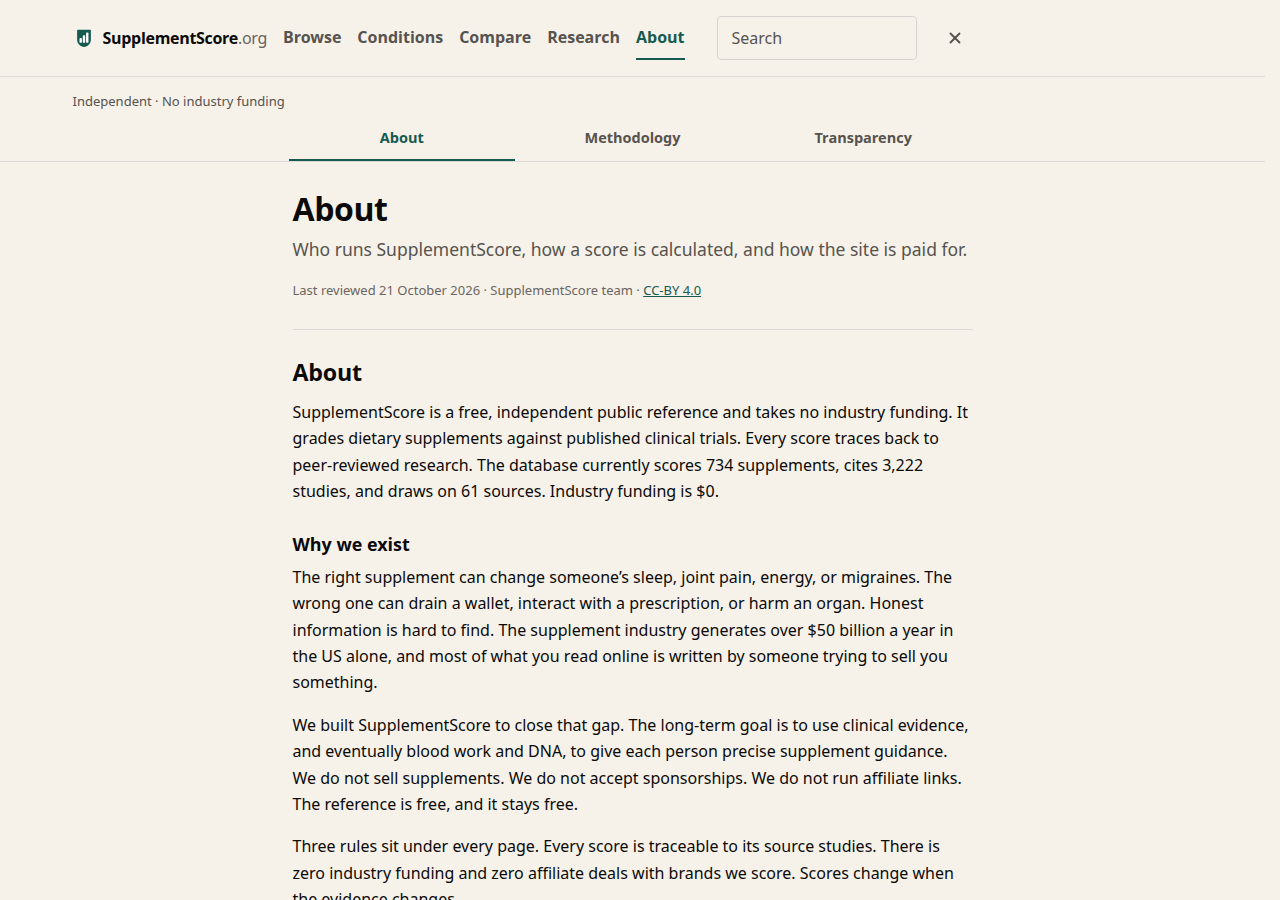 SupplementScore.org Browse Conditions Compare Research About Search ✕
Independent · No industry funding
About Methodology Transparency
About
Who runs SupplementScore, how a score is calculated, and how the site is paid for.
Last reviewed 21 October 2026 · SupplementScore team · CC-BY 4.0
About
SupplementScore is a free, independent public reference and takes no industry funding. It
grades dietary supplements against published clinical trials. Every score traces back to
peer-reviewed research. The database currently scores 734 supplements, cites 3,222
studies, and draws on 61 sources. Industry funding is $0.
Why we exist
The right supplement can change someone’s sleep, joint pain, energy, or migraines. The
wrong one can drain a wallet, interact with a prescription, or harm an organ. Honest
information is hard to find. The supplement industry generates over $50 billion a year in
the US alone, and most of what you read online is written by someone trying to sell you
something.
We built SupplementScore to close that gap. The long-term goal is to use clinical evidence,
and eventually blood work and DNA, to give each person precise supplement guidance.
We do not sell supplements. We do not accept sponsorships. We do not run affiliate links.
The reference is free, and it stays free.
Three rules sit under every page. Every score is traceable to its source studies. There is
zero industry funding and zero affiliate deals with brands we score. Scores change when
the evidence changes.